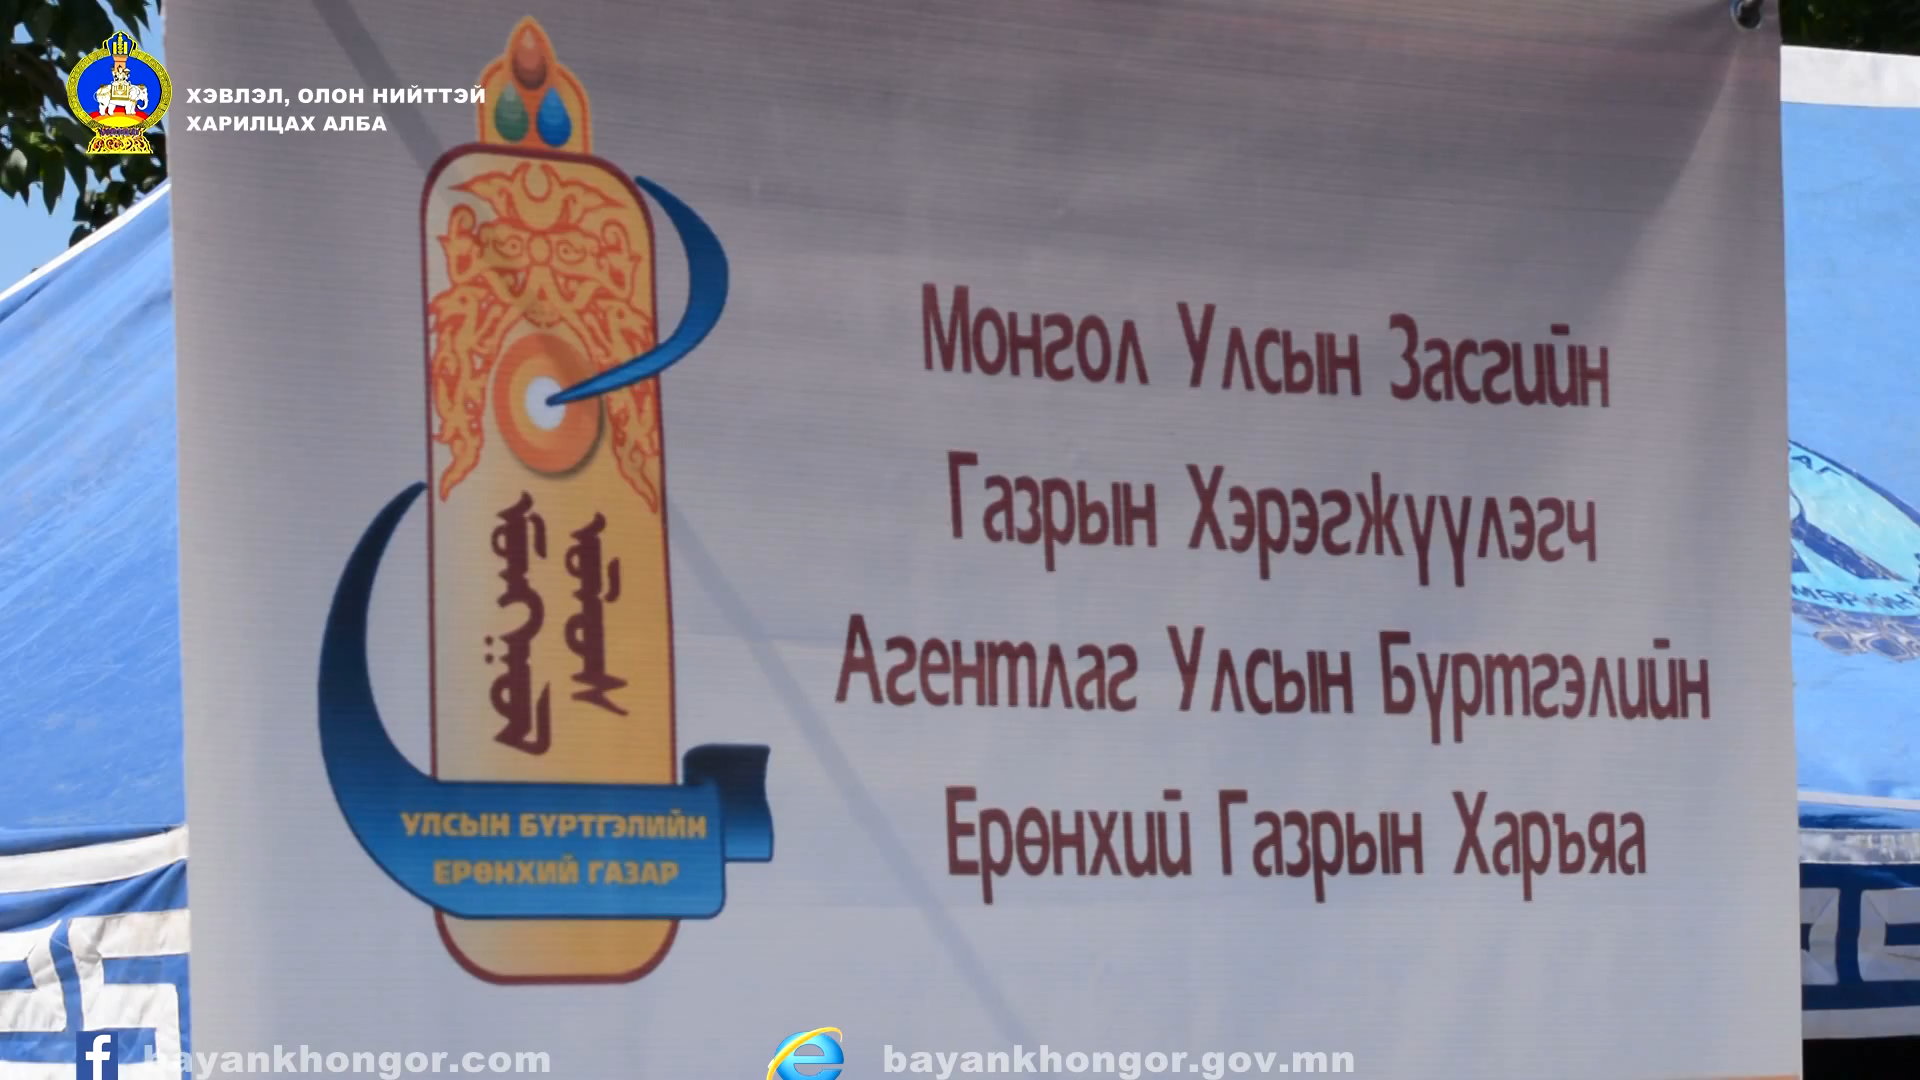 ХЭВЛЭЛ, ОЛОН НИЙТТЭЙ
ХАРИЛЦАХ АЛБА
Монгол Улсын Засгийн
Газрын Хэрэгжүүлэгч
Агентлаг Улсын Бүртгэлийн
Ерөнхий Газрын Харъяа
УЛСЫН БҮРТГЭЛИЙН
ЕРӨНХИЙ ГАЗАР
bayankhongor.com
bayankhongor.gov.mn